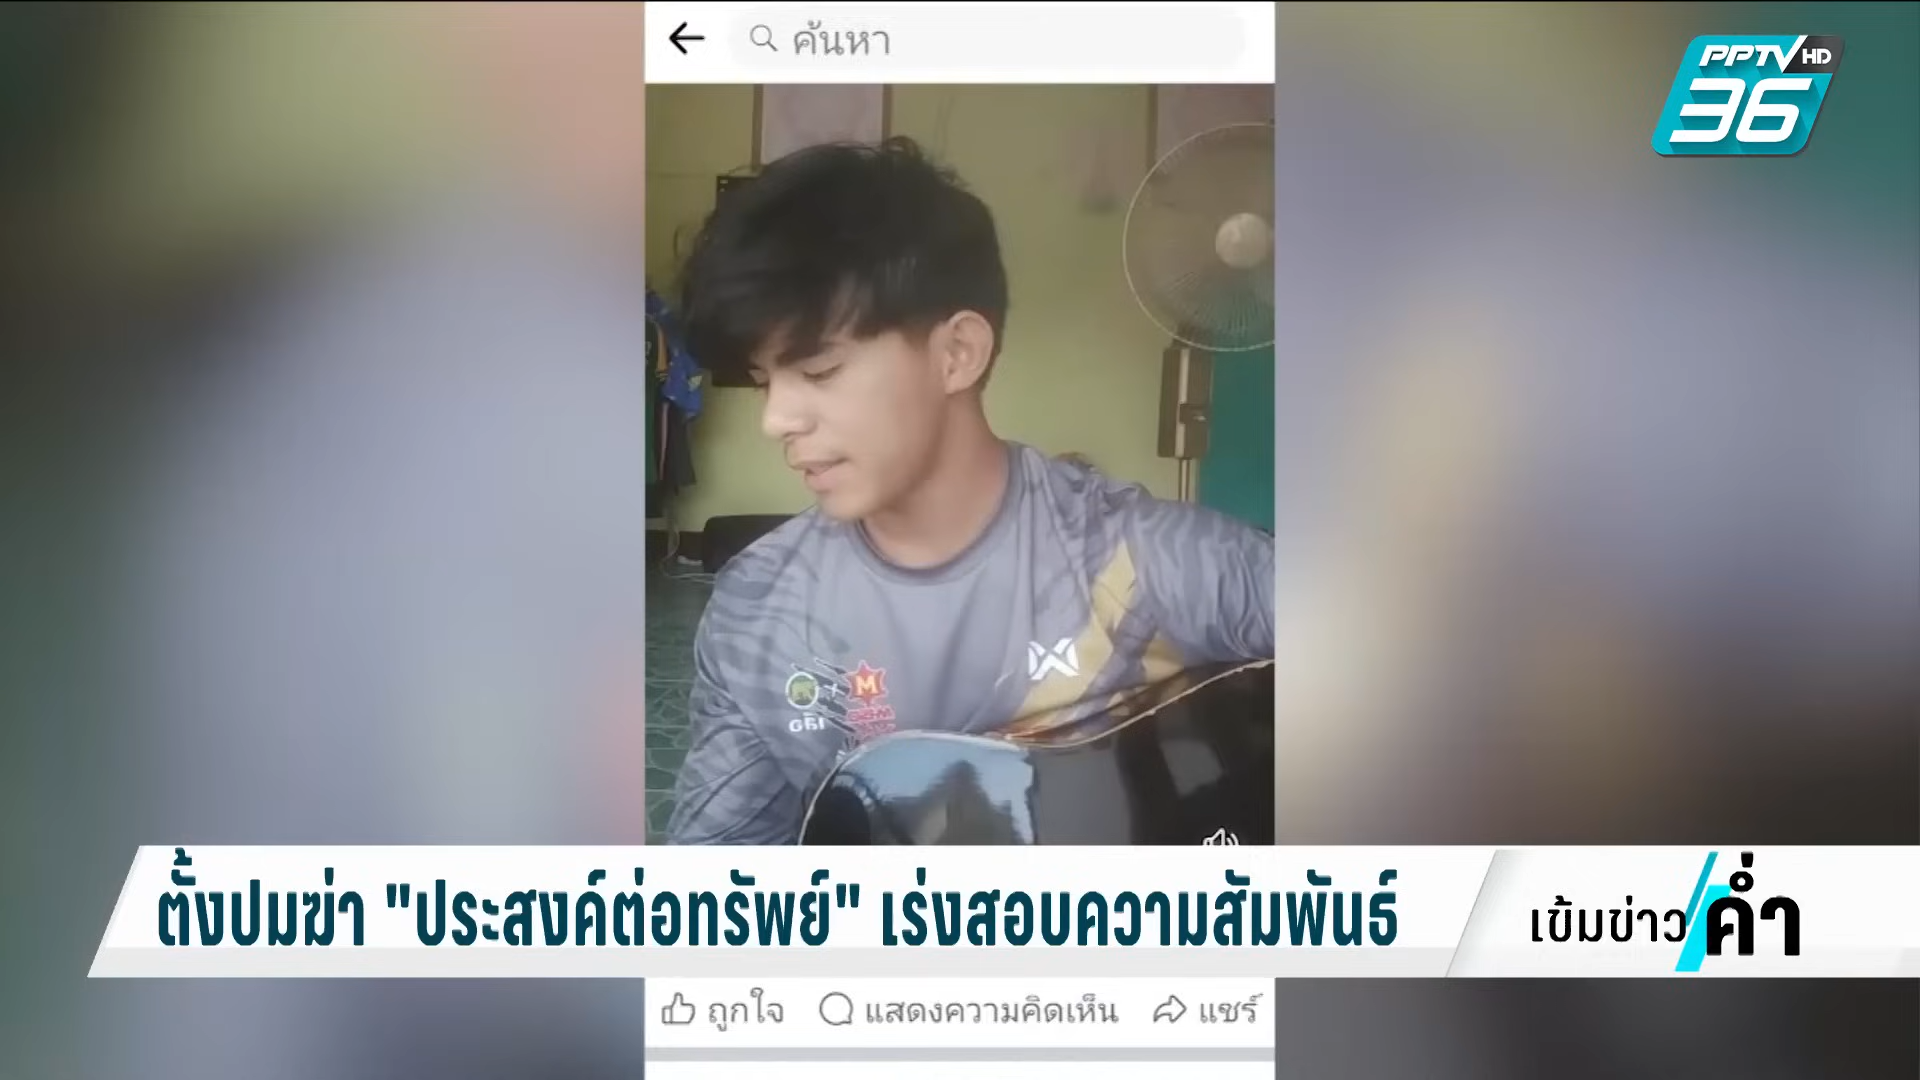 ค้นหา
PPTV HD
36
M
ตั้งปมฆ่า "ประสงค์ต่อทรัพย์" เร่งสอบความสัมพันธ์
เข้มข่าวค่ำ
ถูกใจ แสดงความคิดเห็น แชร์